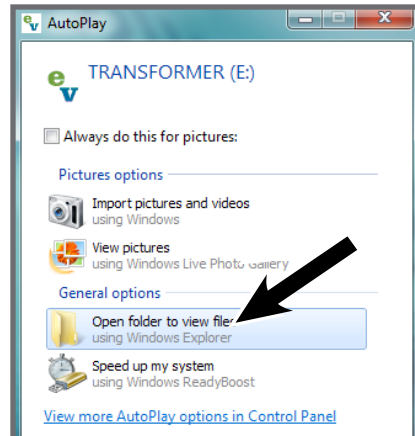 AutoPlay
ev
TRANSFORMER (E:)
Always do this for pictures:
Pictures options
Import pictures and videos
using Windows
View pictures
using Windows Live Photo Gallery
General options
Open folder to view files
using Windows Explorer
Speed up my system
using Windows ReadyBoost
View more AutoPlay options in Control Panel